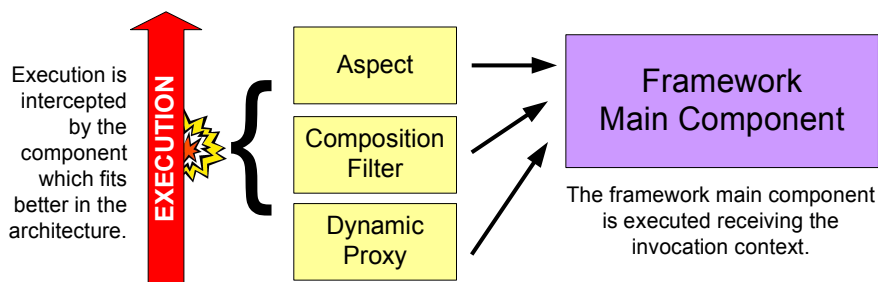 Execution is
intercepted
by the
component
which fits
better in the
architecture.
EXECUTION
{
Aspect
Composition
Filter
Dynamic
Proxy
Framework
Main Component
The framework main component
is executed receiving the
invocation context.